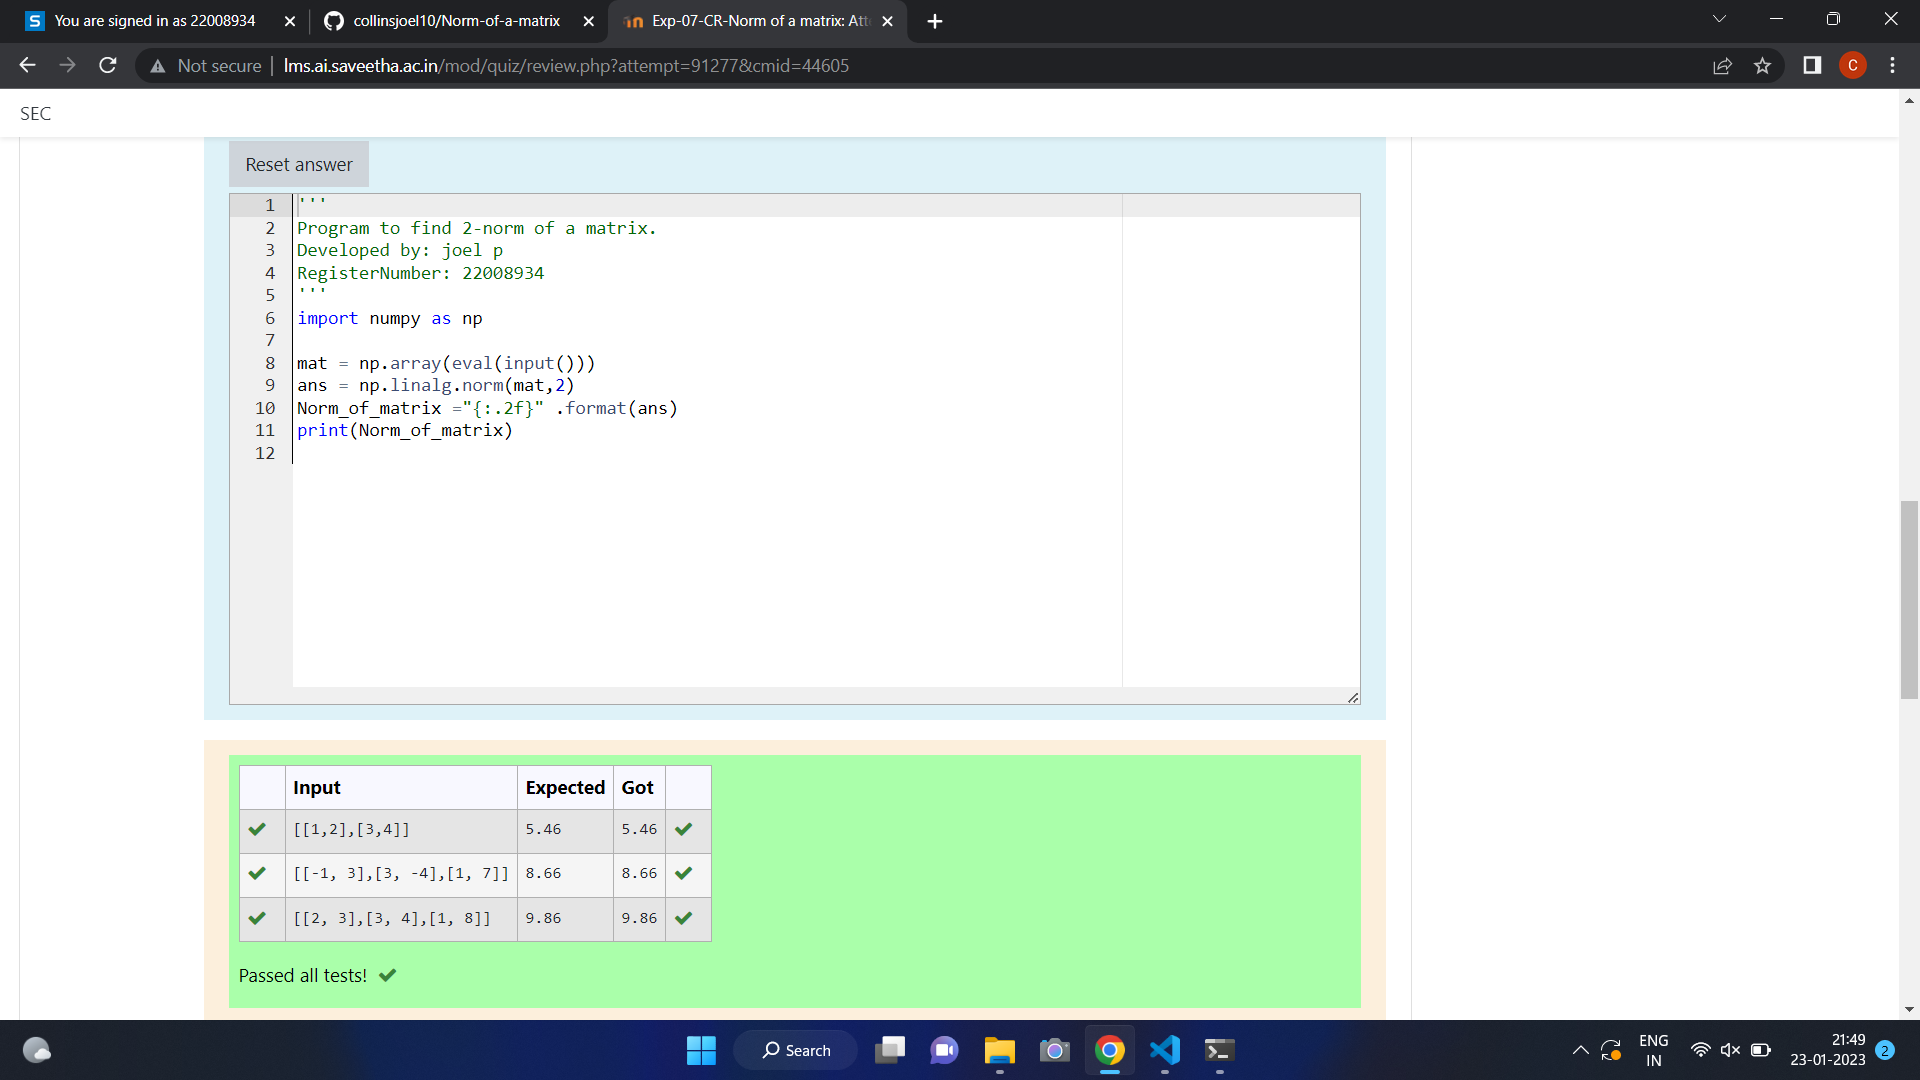 You are signed in as 22008934
collinsjoel10/Norm-of-a-matrix
Exp-07-CR-Norm of a matrix: Att
Not secure
lms.ai.saveetha.ac.in/mod/quiz/review.php?attempt=91277&cmid=44605
C
SEC
Reset answer
1 '''
2 Program to find 2-norm of a matrix.
3 Developed by: joel p
4 RegisterNumber: 22008934
5 '''
6 import numpy as np
7
8 mat = np.array(eval(input()))
9 ans = np.linalg.norm(mat,2)
10 Norm_of_matrix ="{:.2f}" .format(ans)
11 print(Norm_of_matrix)
12
Input Expected Got
[[1,2],[3,4]] 5.46 5.46
[[-1, 3],[3, -4],[1, 7]] 8.66 8.66
[[2, 3],[3, 4],[1, 8]] 9.86 9.86
Passed all tests!
Search
ENG
IN
21:49
23-01-2023
2